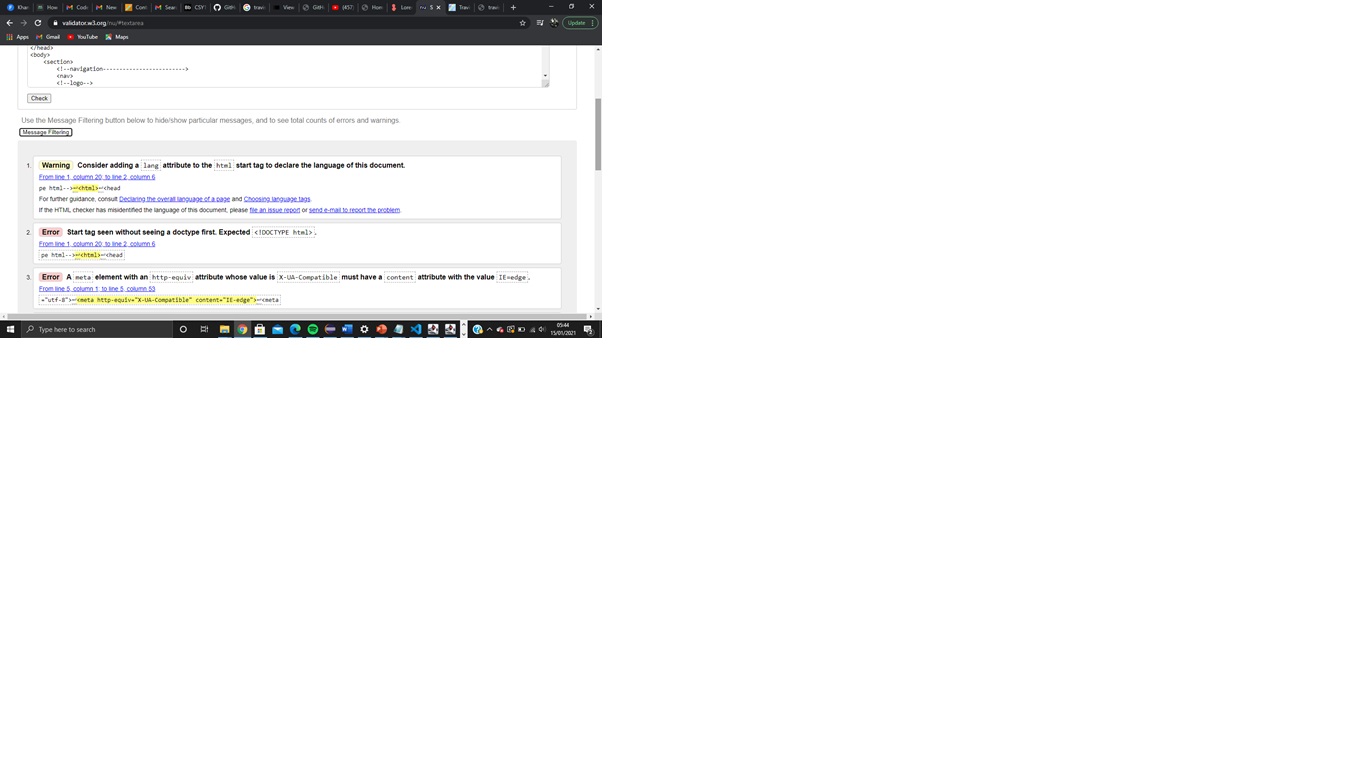 Khan
How
Code
New
Com
Sear
CSY
GitH
travi
View
GitH
(457)
Hom
Lore
S
Trav
trave
validator.w3.org/nu/#textarea
Update
Apps
Gmail
YouTube
Maps
</head>
<body>
<section>
<!--navigation------------------------->
<nav>
<!--logo-->
Check
Use the Message Filtering button below to hide/show particular messages, and to see total counts of errors and warnings.
Message Filtering
1. Warning Consider adding a lang attribute to the html start tag to declare the language of this document.
From line 1, column 20; to line 2, column 6
pe html-->↩<html>↩<head
For further guidance, consult Declaring the overall language of a page and Choosing language tags.
If the HTML checker has misidentified the language of this document, please file an issue report or send e-mail to report the problem.
2. Error Start tag seen without seeing a doctype first. Expected <!DOCTYPE html>.
From line 1, column 20; to line 2, column 6
pe html-->↩<html>↩<head
3. Error A meta element with an http-equiv attribute whose value is X-UA-Compatible must have a content attribute with the value IE=edge.
From line 5, column 1; to line 5, column 53
="utf-8">↩<meta http-equiv="X-UA-Compatible" content="IE-edge">↩<meta
Type here to search
05:44
15/01/2021